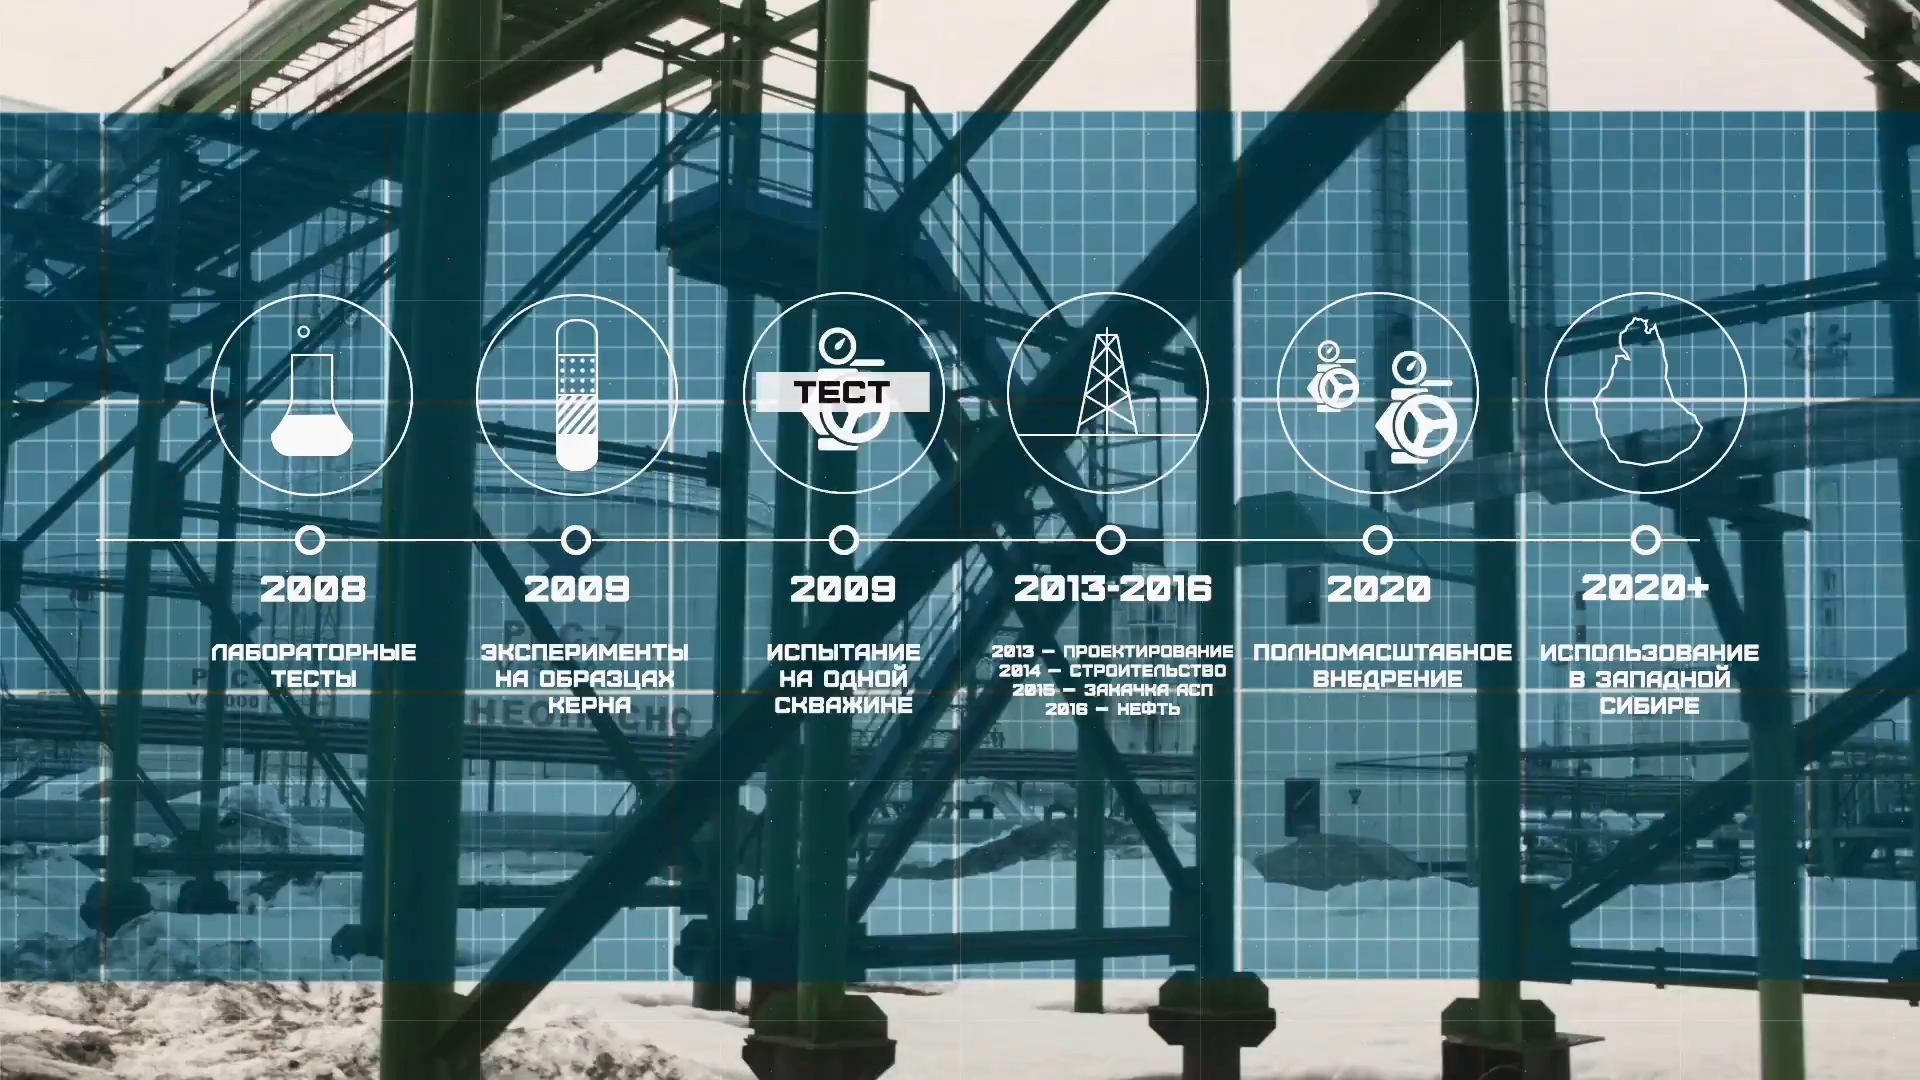 ТЕСТ
2008
ЛАБОРАТОРНЫЕ
ТЕСТЫ
2009
ЭКСПЕРИМЕНТЫ
НА ОБРАЗЦАХ
КЕРНА
2009
ИСПЫТАНИЕ
НА ОДНОЙ
СКВАЖИНЕ
2013-2016
2013 — ПРОЕКТИРОВАНИЕ
2014 — СТРОИТЕЛЬСТВО
2015 — ЗАКАЧКА АСП
2016 — НЕФТЬ
2020
ПОЛНОМАСШТАБНОЕ
ВНЕДРЕНИЕ
2020+
ИСПОЛЬЗОВАНИЕ
В ЗАПАДНОЙ
СИБИРЕ